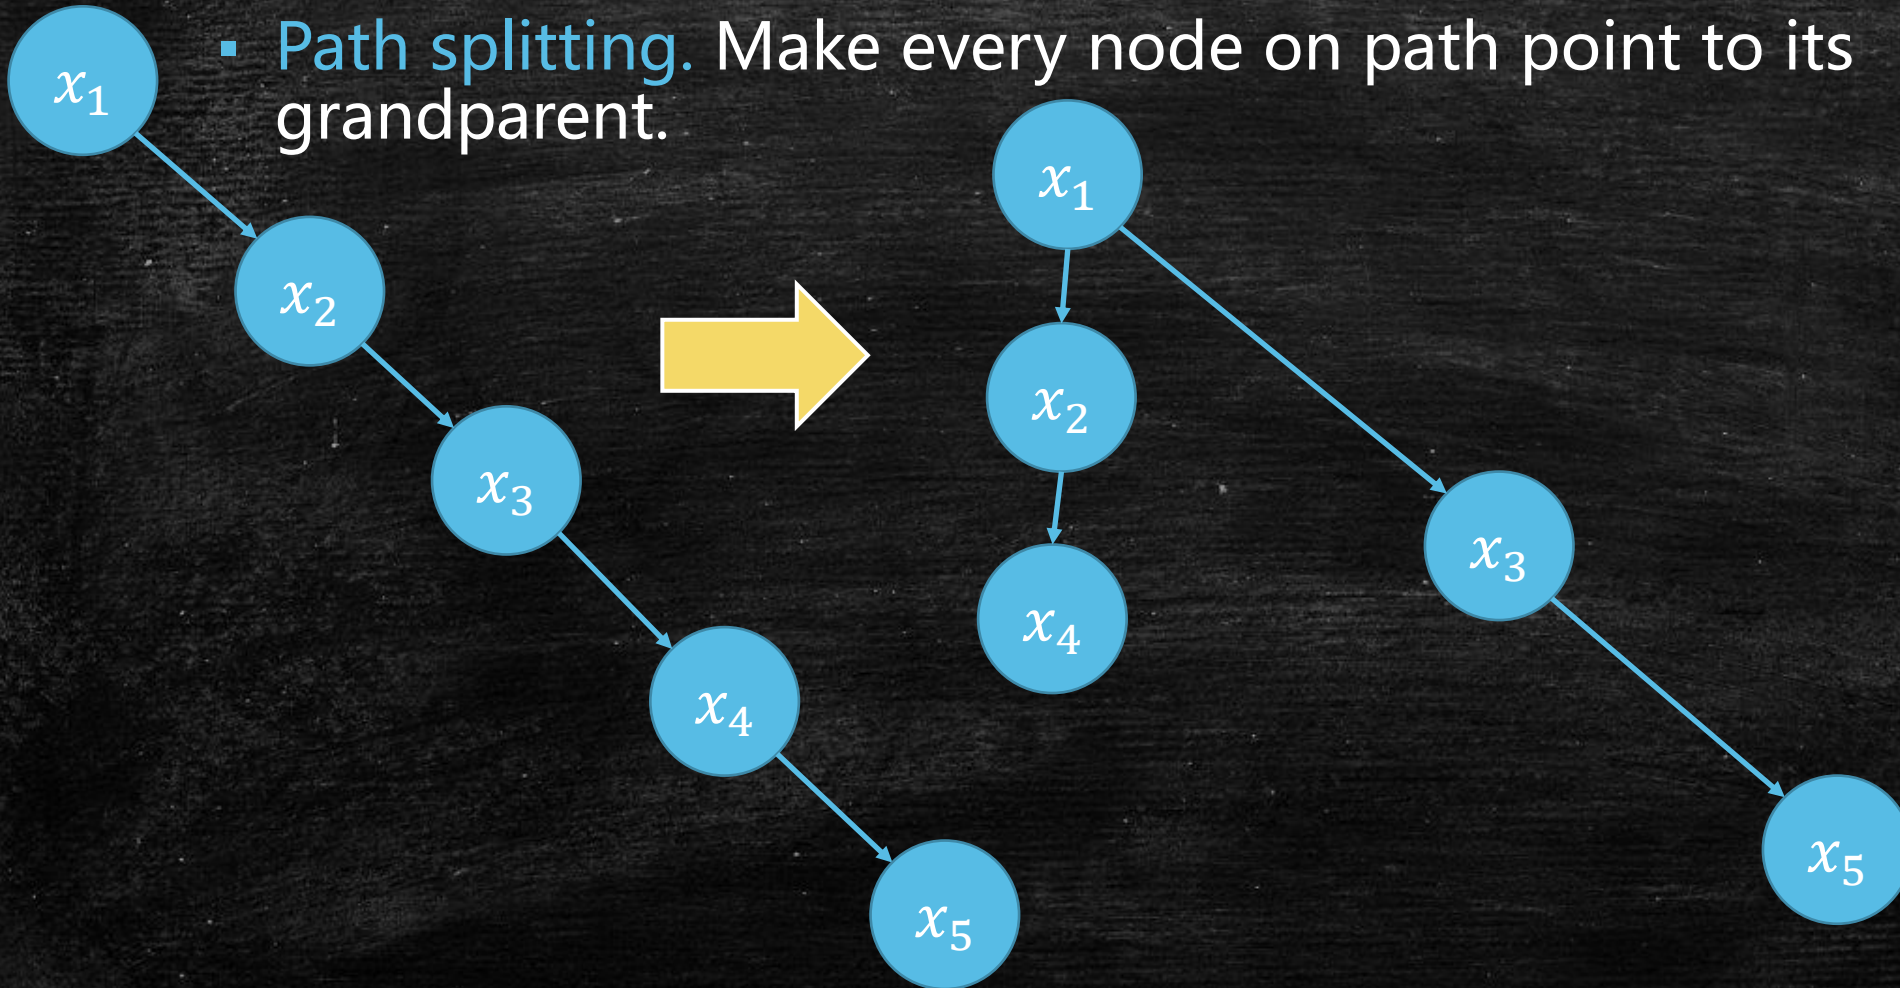 ▪ Path splitting. Make every node on path point to its
grandparent.
x₁
x₂
x₃
x₄
x₅
x₁
x₂
x₃
x₄
x₅